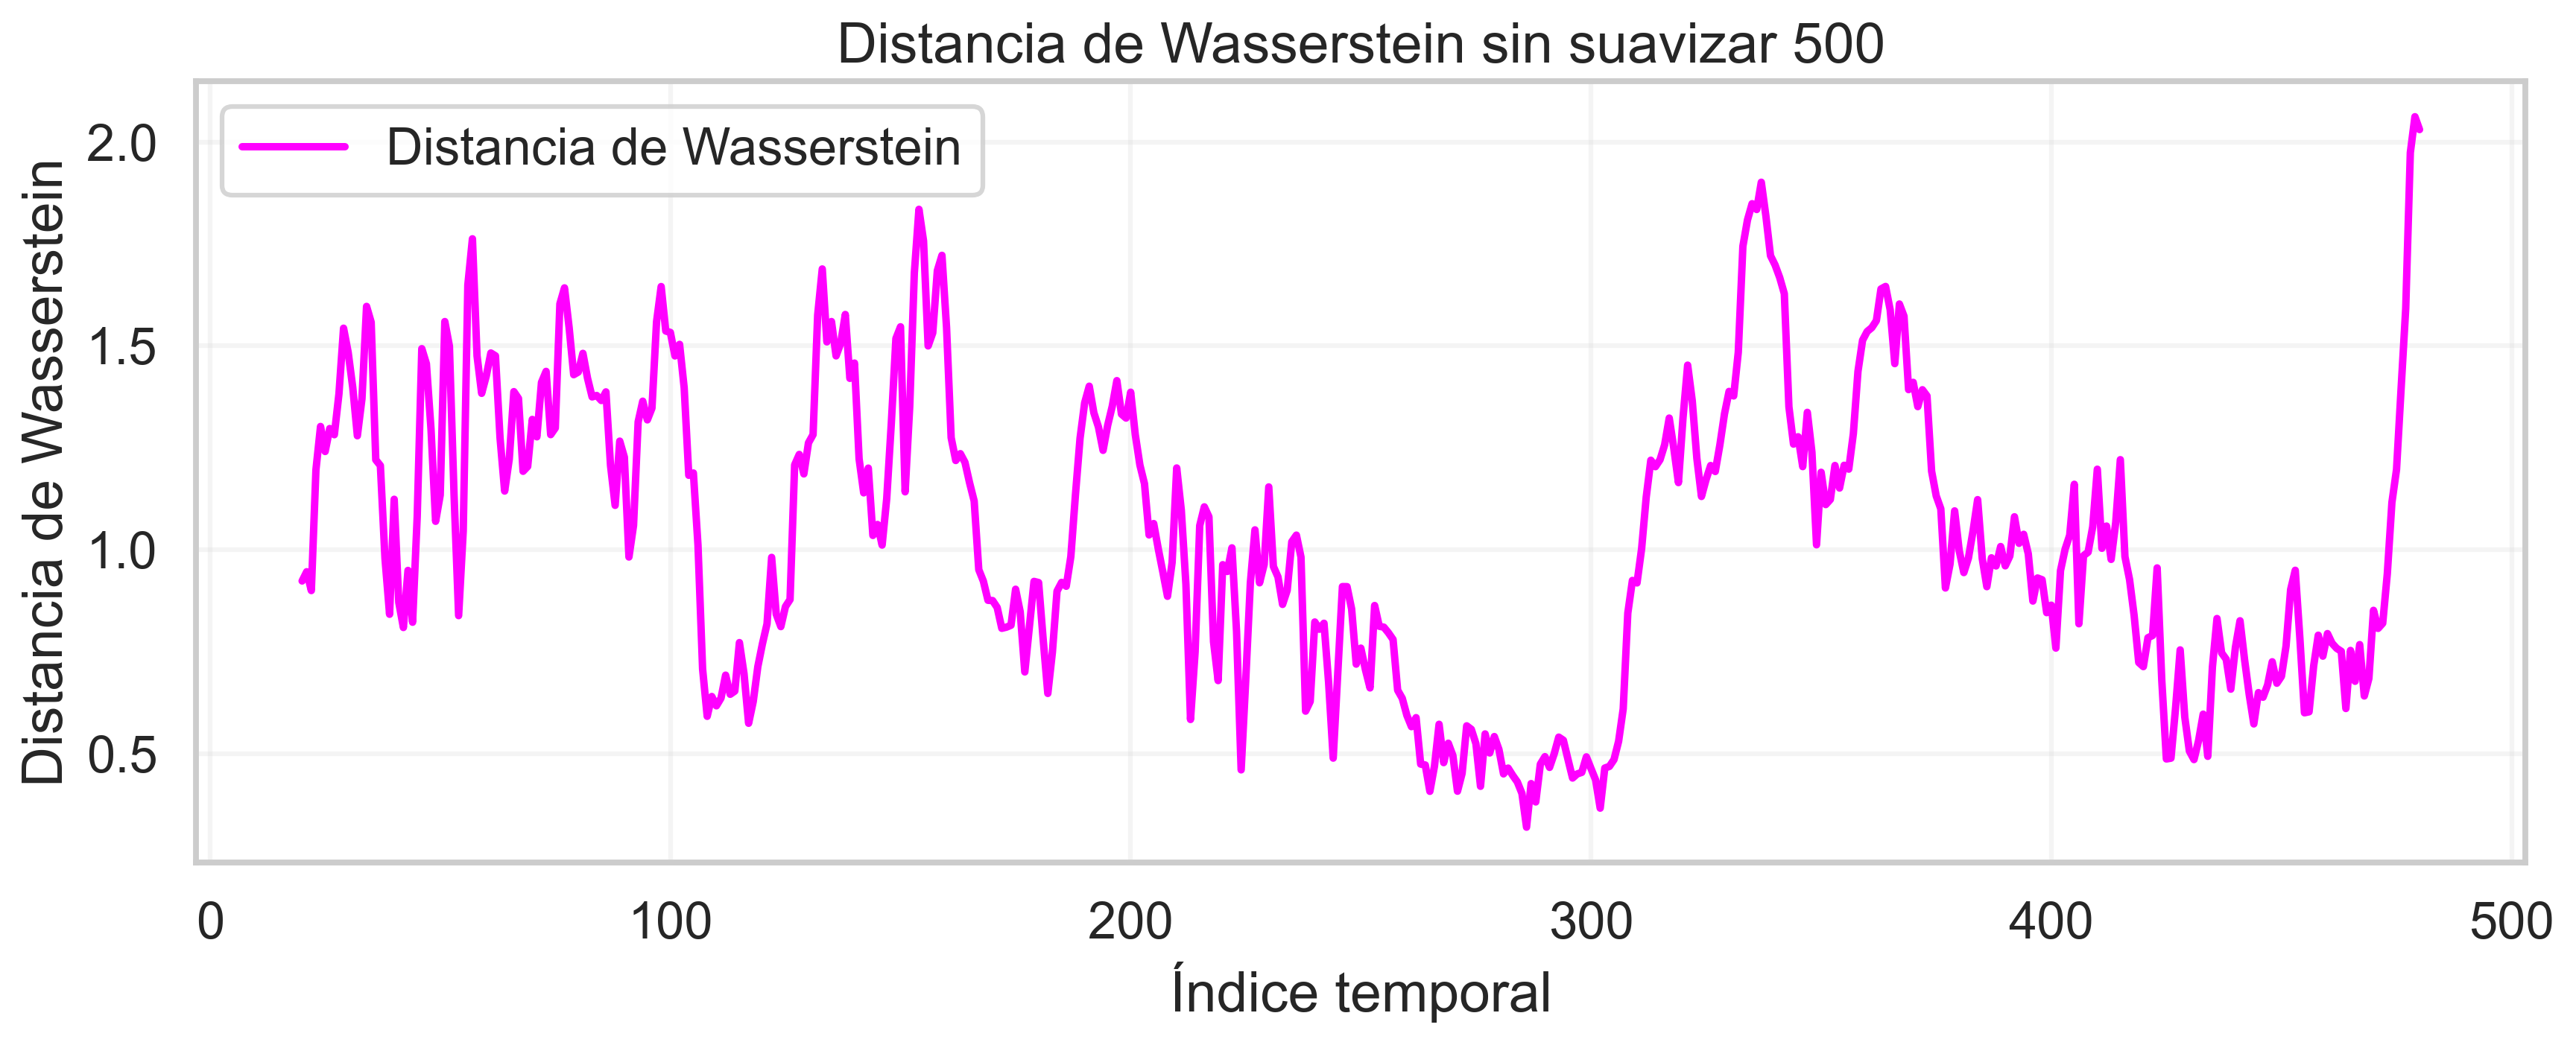 Distancia de Wasserstein sin suavizar 500
Distancia de Wasserstein
Distancia de Wasserstein
2.0
1.5
1.0
0.5
0 100 200 300 400 500
Índice temporal